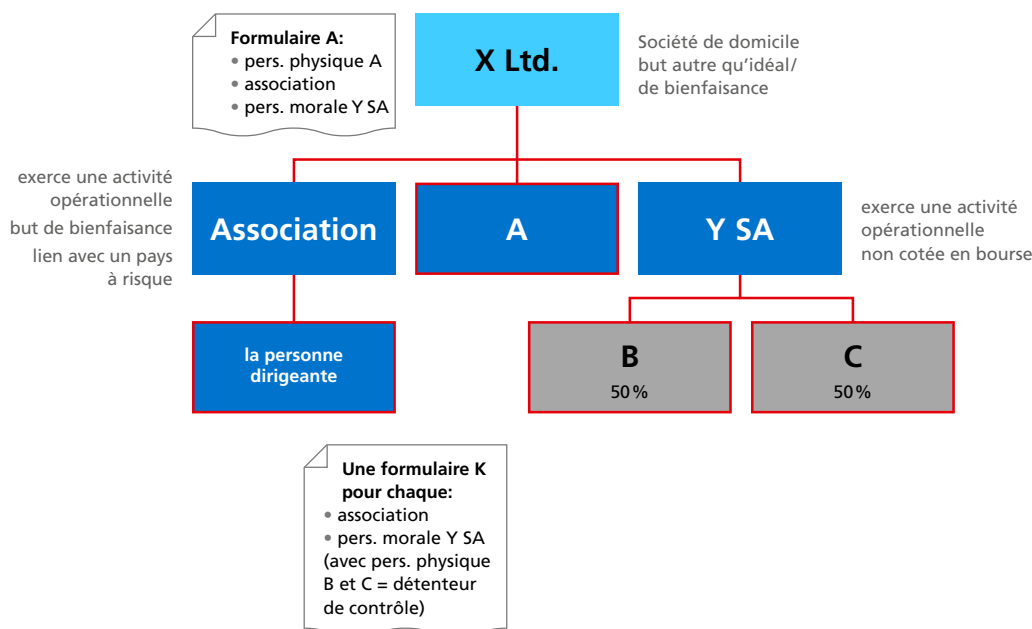 Formulaire A:
• pers. physique A
• association
• pers. morale Y SA
X Ltd.
Société de domicile
but autre qu'idéal/
de bienfaisance
exerce une activité
opérationnelle
but de bienfaisance
lien avec un pays
à risque
Association
A
Y SA
exerce une activité
opérationnelle
non cotée en bourse
la personne
dirigeante
B
50 %
C
50 %
Une formulaire K
pour chaque:
• association
• pers. morale Y SA
(avec pers. physique
B et C = détenteur
de contrôle)